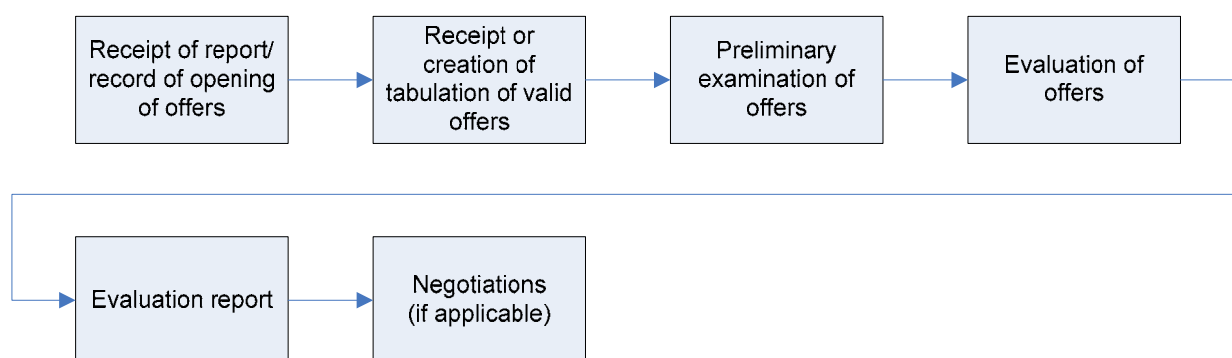 Receipt of report/
record of opening
of offers
Receipt or
creation of
tabulation of valid
offers
Preliminary
examination of
offers
Evaluation of
offers
Evaluation report
Negotiations
(if applicable)